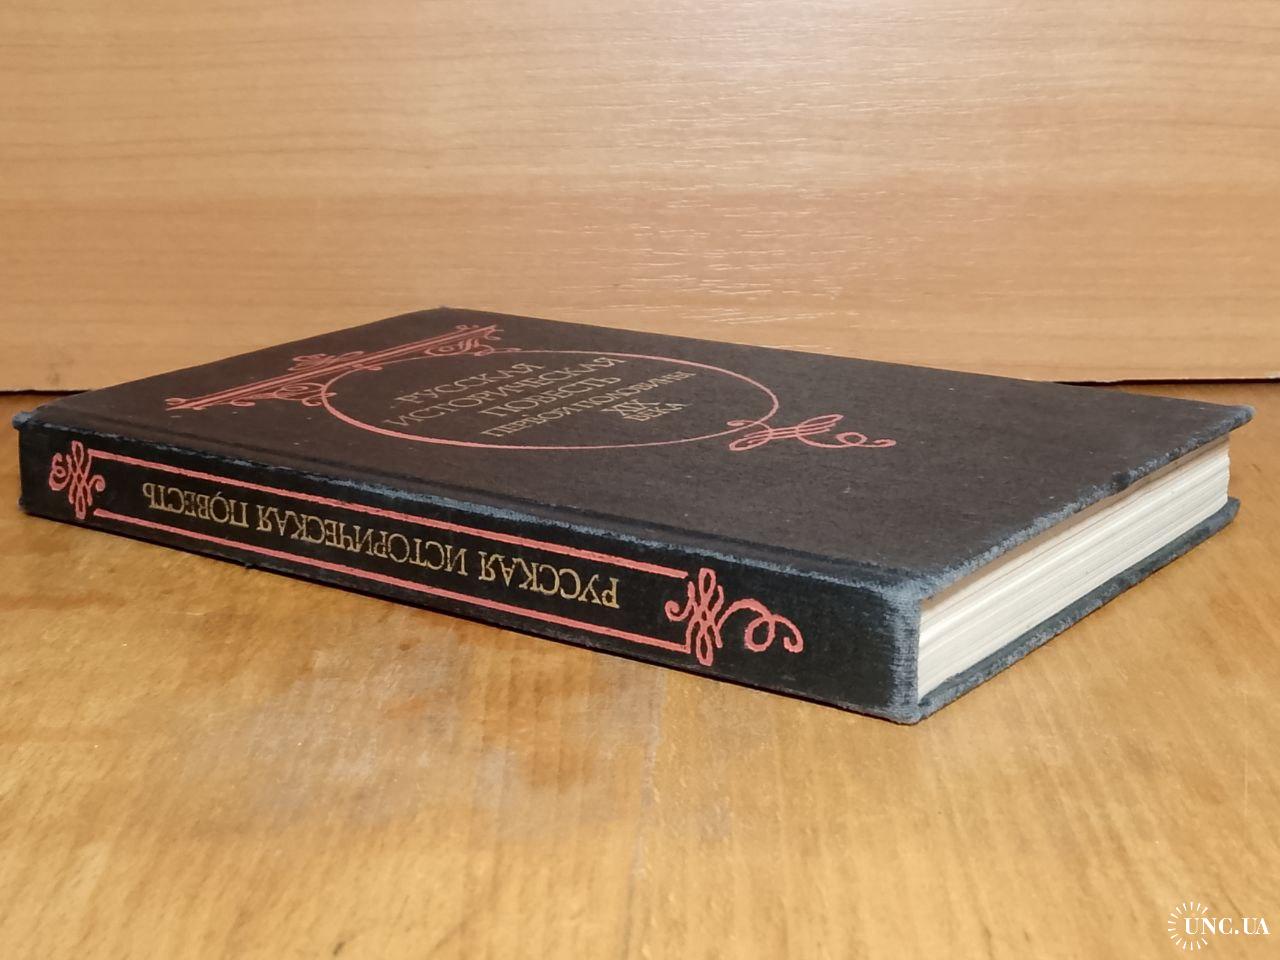 РУССКАЯ
ИСТОРИЧЕСКАЯ
ПОВЕСТЬ
ПЕРВОЙ ПОЛОВИНЫ
XIX
ВЕКА
РУССКАЯ ИСТОРИЧЕСКАЯ ПОВЕСТЬ
UNC.UA